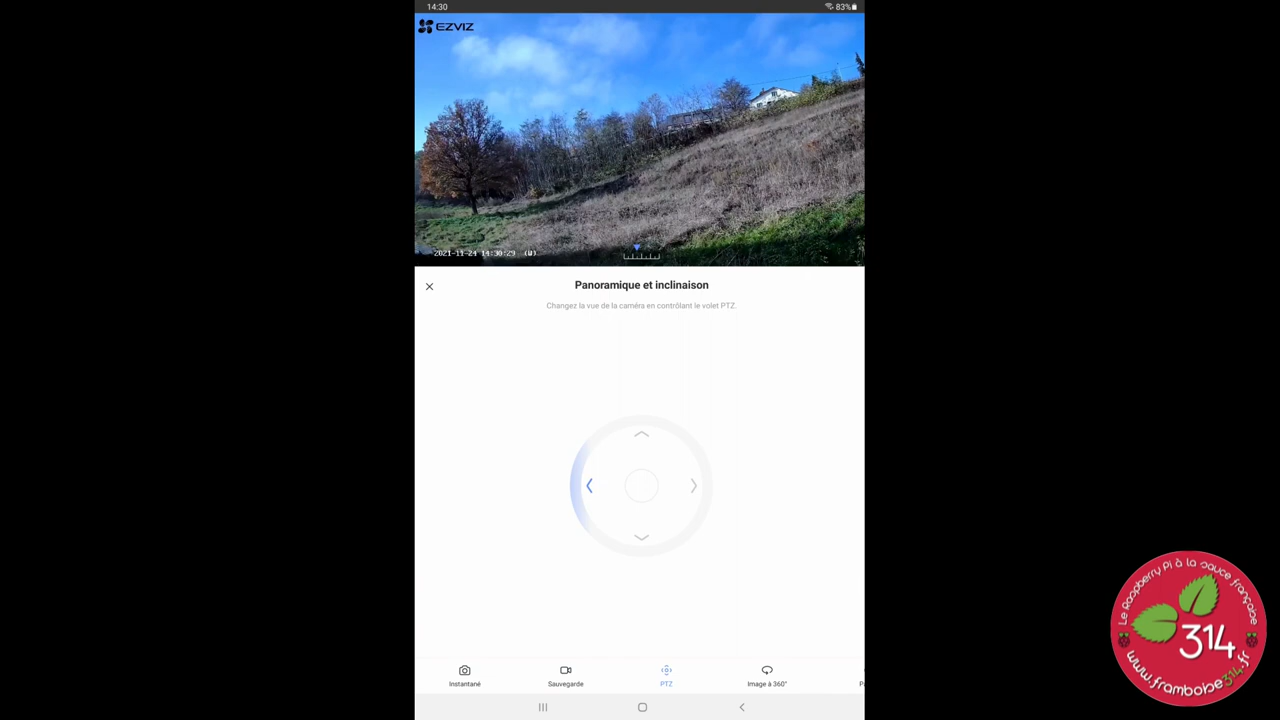 14:30
83%
EZVIZ
2021-11-24 14:30:29 (W)
Panoramique et inclinaison
Changez la vue de la caméra en contrôlant le volet PTZ.
Instantané
Sauvegarde
PTZ
Image à 360°
Le Raspberry Pi à la sauce française
314
www.framboise314.fr